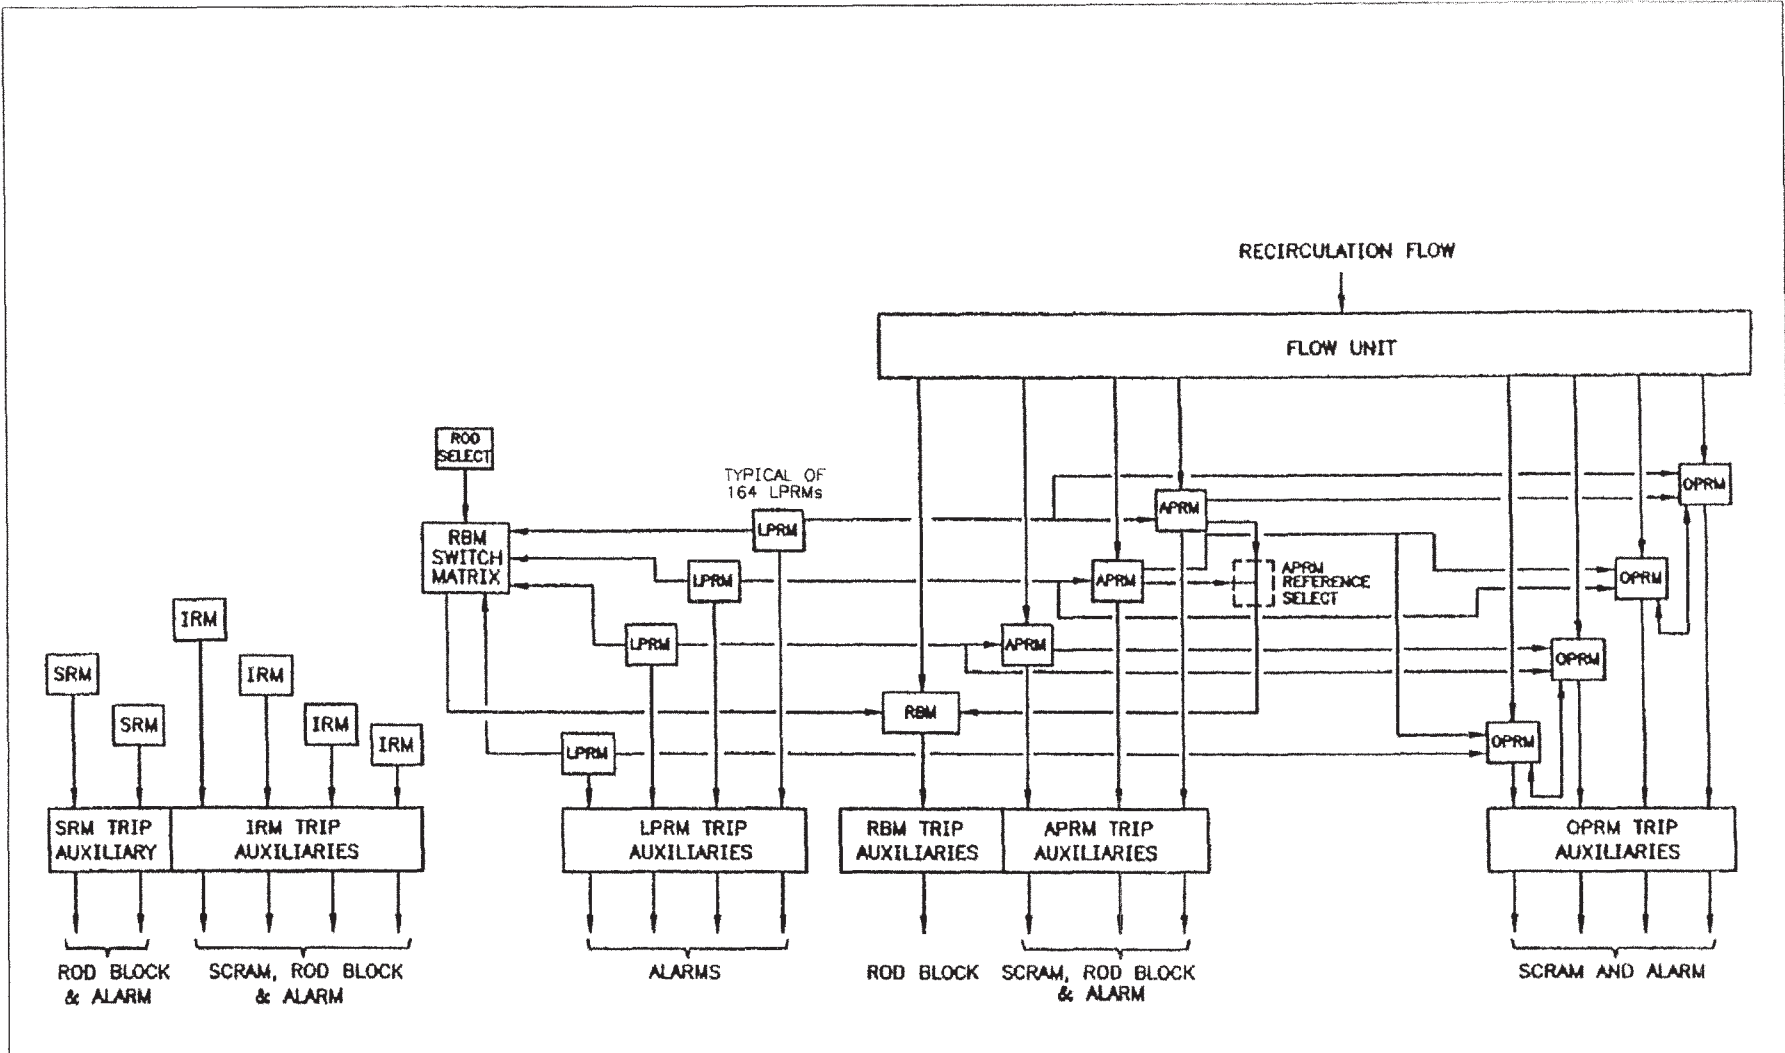 RECIRCULATION FLOW
FLOW UNIT
ROD
SELECT
TYPICAL OF
164 LPRMs
OPRM
APRM
LPRM
RBM
SWITCH
MATRIX
LPRM
APRM
APRM
REFERENCE
SELECT
OPRM
IRM
LPRM
APRM
OPRM
SRM
IRM
SRM
IRM
IRM
RBM
LPRM
OPRM
SRM TRIP
AUXILIARY
IRM TRIP
AUXILIARIES
LPRM TRIP
AUXILIARIES
RBM TRIP
AUXILIARIES
APRM TRIP
AUXILIARIES
OPRM TRIP
AUXILIARIES
ROD BLOCK
& ALARM
SCRAM, ROD BLOCK
& ALARM
ALARMS
ROD BLOCK
SCRAM, ROD BLOCK
& ALARM
SCRAM AND ALARM